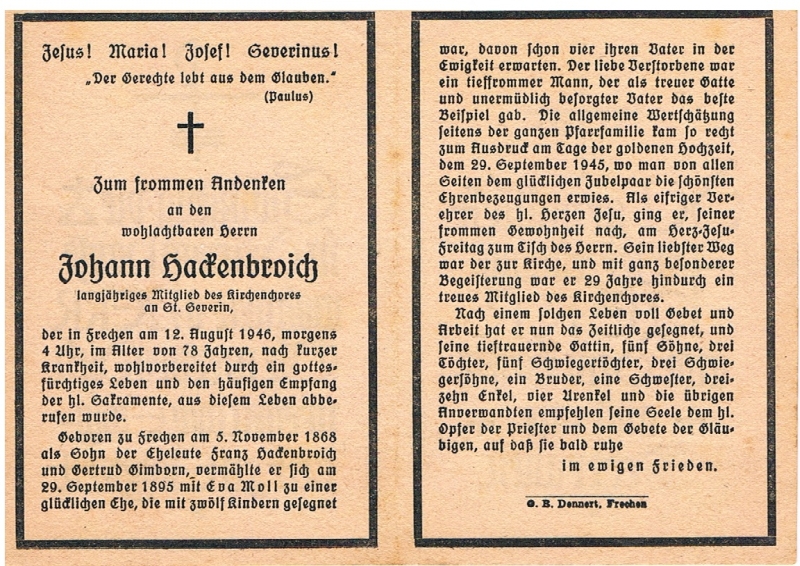 Jesus! Maria! Josef! Severinus!
„Der Gerechte lebt aus dem Glauben.“
(Paulus)
Zum frommen Andenken
an den
wohlachtbaren Herrn
Johann Hackenbroich
langjähriges Mitglied des Kirchenchores
an St. Severin,
der in Frechen am 12. August 1946, morgens
4 Uhr, im Alter von 78 Jahren, nach kurzer
Krankheit, wohlvorbereitet durch ein gottes-
fürchtiges Leben und den häufigen Empfang
der hl. Sakramente, aus diesem Leben abbe-
rufen wurde.
Geboren zu Frechen am 5. November 1868
als Sohn der Eheleute Franz Hackenbroich
und Gertrud Gimborn, vermählte er sich am
29. September 1895 mit Eva Moll zu einer
glücklichen Ehe, die mit zwölf Kindern gesegnet
war, davon schon vier ihren Vater in der
Ewigkeit erwarten. Der liebe Verstorbene war
ein tieffrommer Mann, der als treuer Gatte
und unermüdlich besorgter Vater das beste
Beispiel gab. Die allgemeine Wertschätzung
seitens der ganzen Pfarrfamilie kam so recht
zum Ausdruck am Tage der goldenen Hochzeit,
dem 29. September 1945, wo man von allen
Seiten dem glücklichen Jubelpaar die schönsten
Ehrenbezeugungen erwies. Als eifriger Ver-
ehrer des hl. Herzen Jesu, ging er, seiner
frommen Gewohnheit nach, am Herz-Jesu-
Freitag zum Tisch des Herrn. Sein liebster Weg
war der zur Kirche, und mit ganz besonderer
Begeisterung war er 29 Jahre hindurch ein
treues Mitglied des Kirchenchores.
Nach einem solchen Leben voll Gebet und
Arbeit hat er nun das Zeitliche gesegnet, und
seine tieftrauernde Gattin, fünf Söhne, drei
Töchter, fünf Schwiegertöchter, drei Schwie-
gersöhne, ein Bruder, eine Schwester, drei-
zehn Enkel, vier Urenkel und die übrigen
Anverwandten empfehlen seine Seele dem hl.
Opfer der Priester und dem Gebete der Gläu-
bigen, auf daß sie bald ruhe
im ewigen Frieden.
G. B. Dennert, Frechen